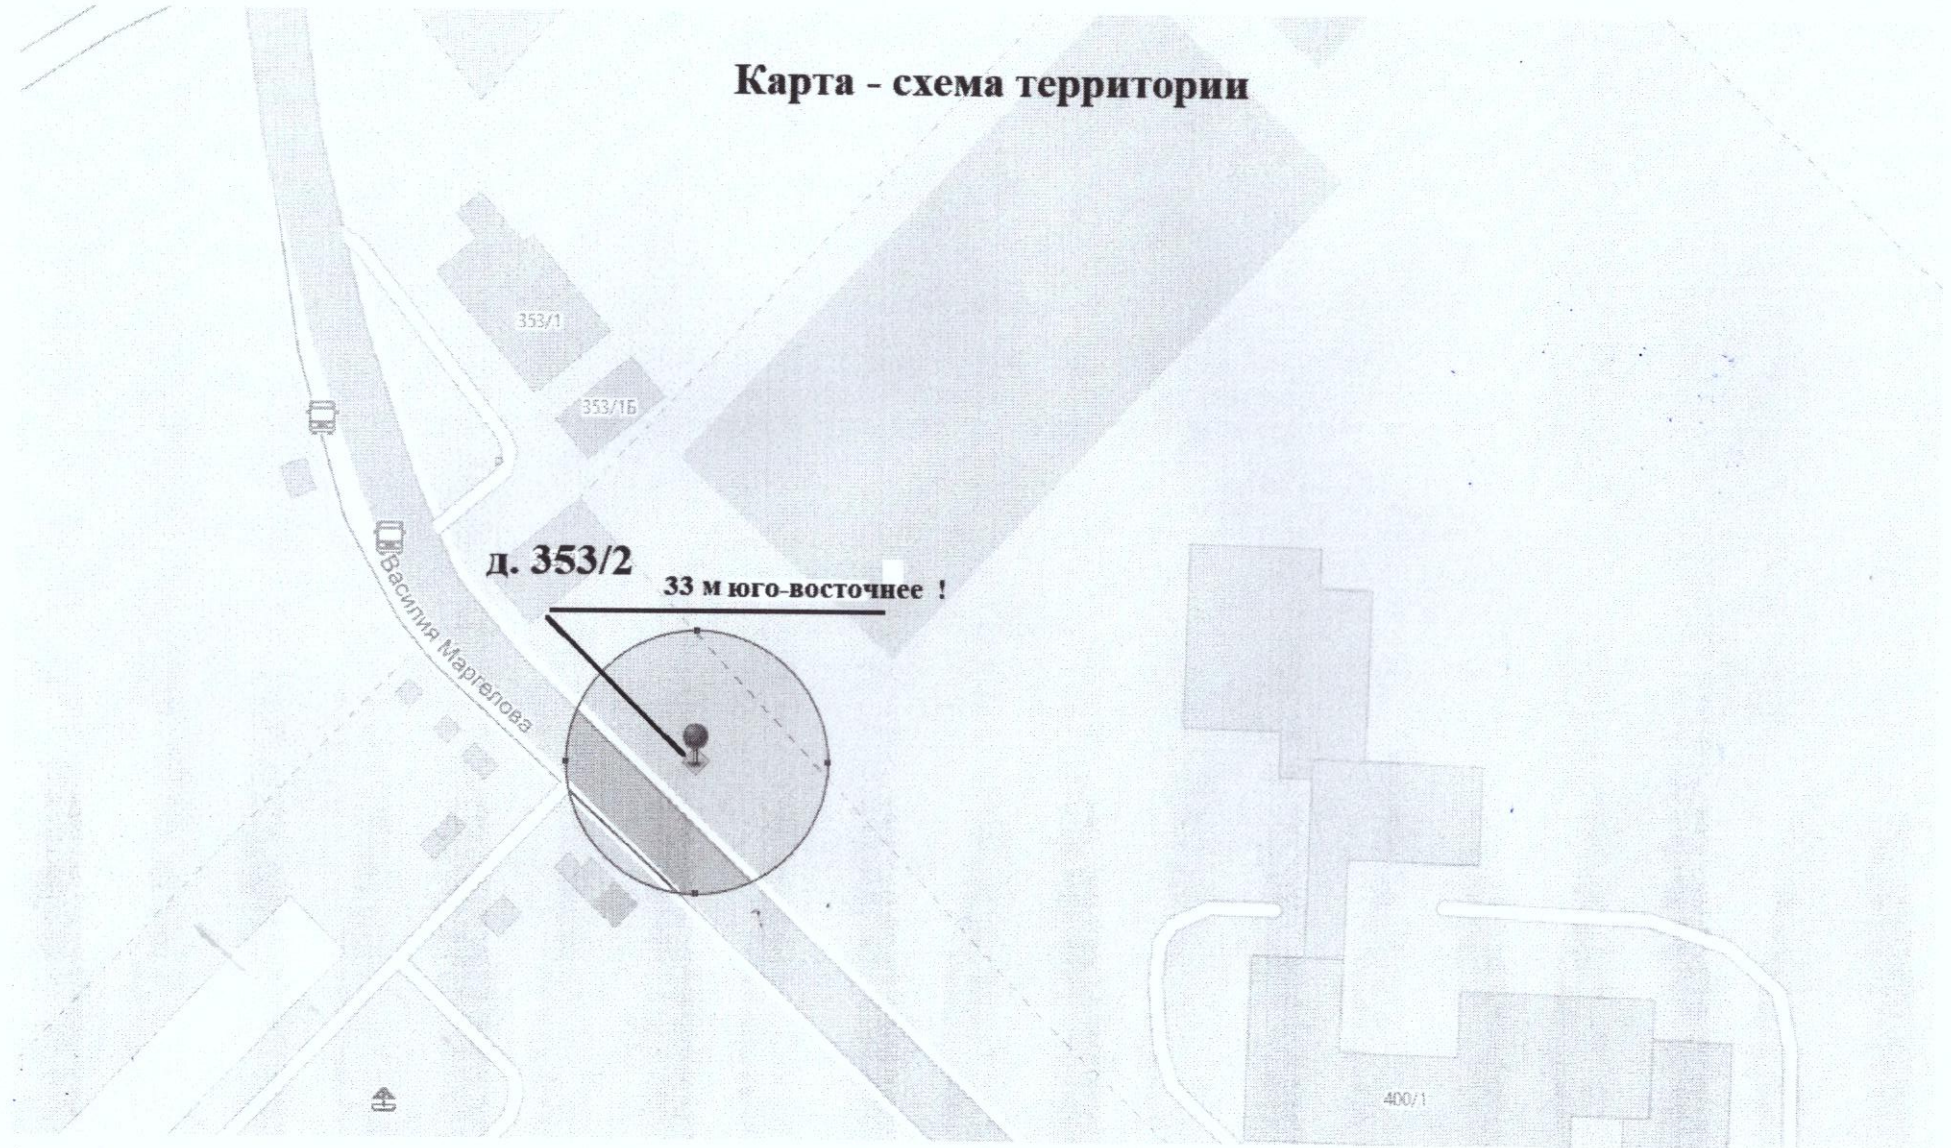 Карта - схема территории
353/1
353/1Б
д. 353/2
33 м юго-восточнее !
Василия Маргелова
400/1